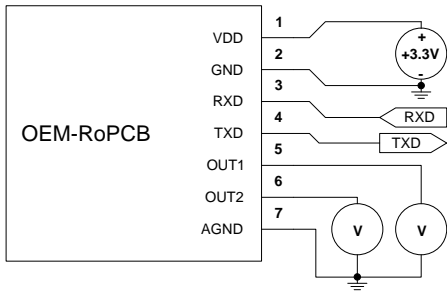 1
VDD
+
+3.3V
-
2
GND
3
RXD
RXD
4
TXD
TXD
5
OUT1
OEM-RoPCB
6
OUT2
7
AGND
V
V